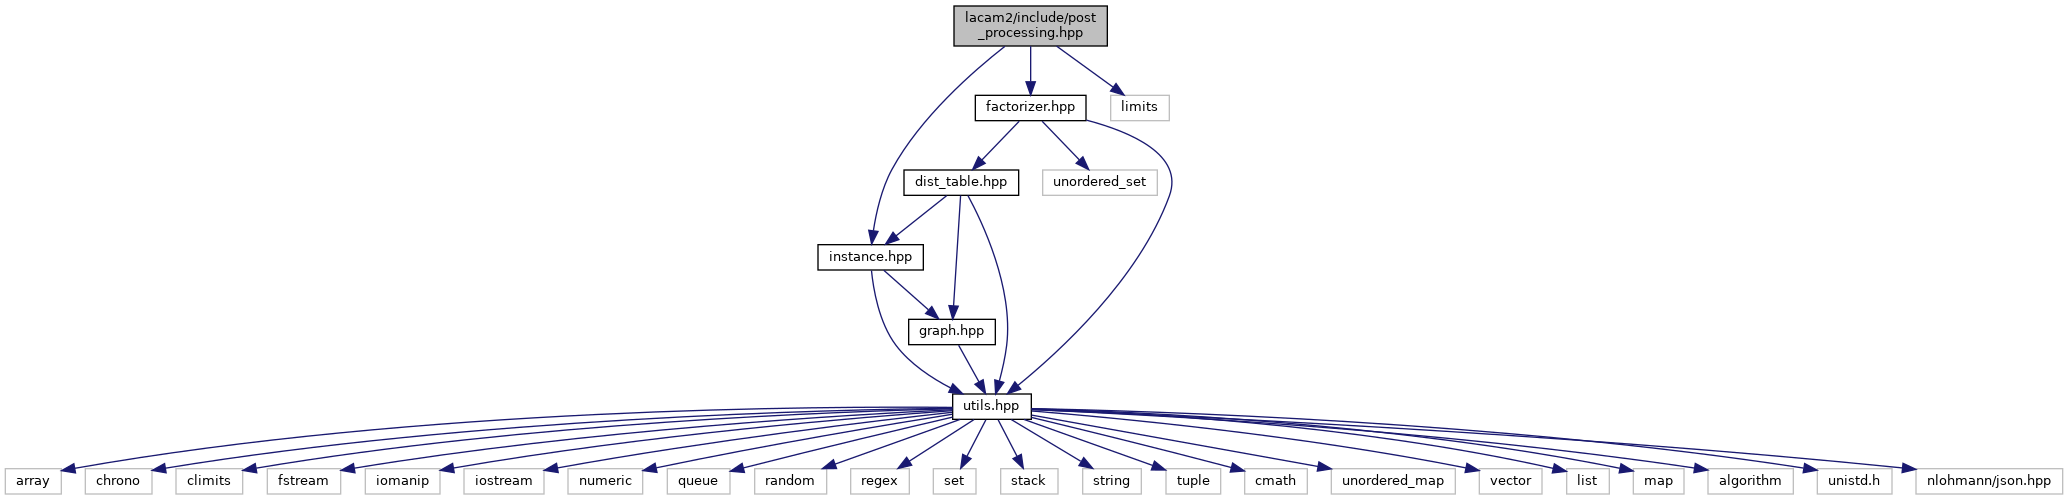 lacam2/include/post
_processing.hpp
factorizer.hpp
limits
dist_table.hpp
unordered_set
instance.hpp
graph.hpp
utils.hpp
array
chrono
climits
fstream
iomanip
iostream
numeric
queue
random
regex
set
stack
string
tuple
cmath
unordered_map
vector
list
map
algorithm
unistd.h
nlohmann/json.hpp